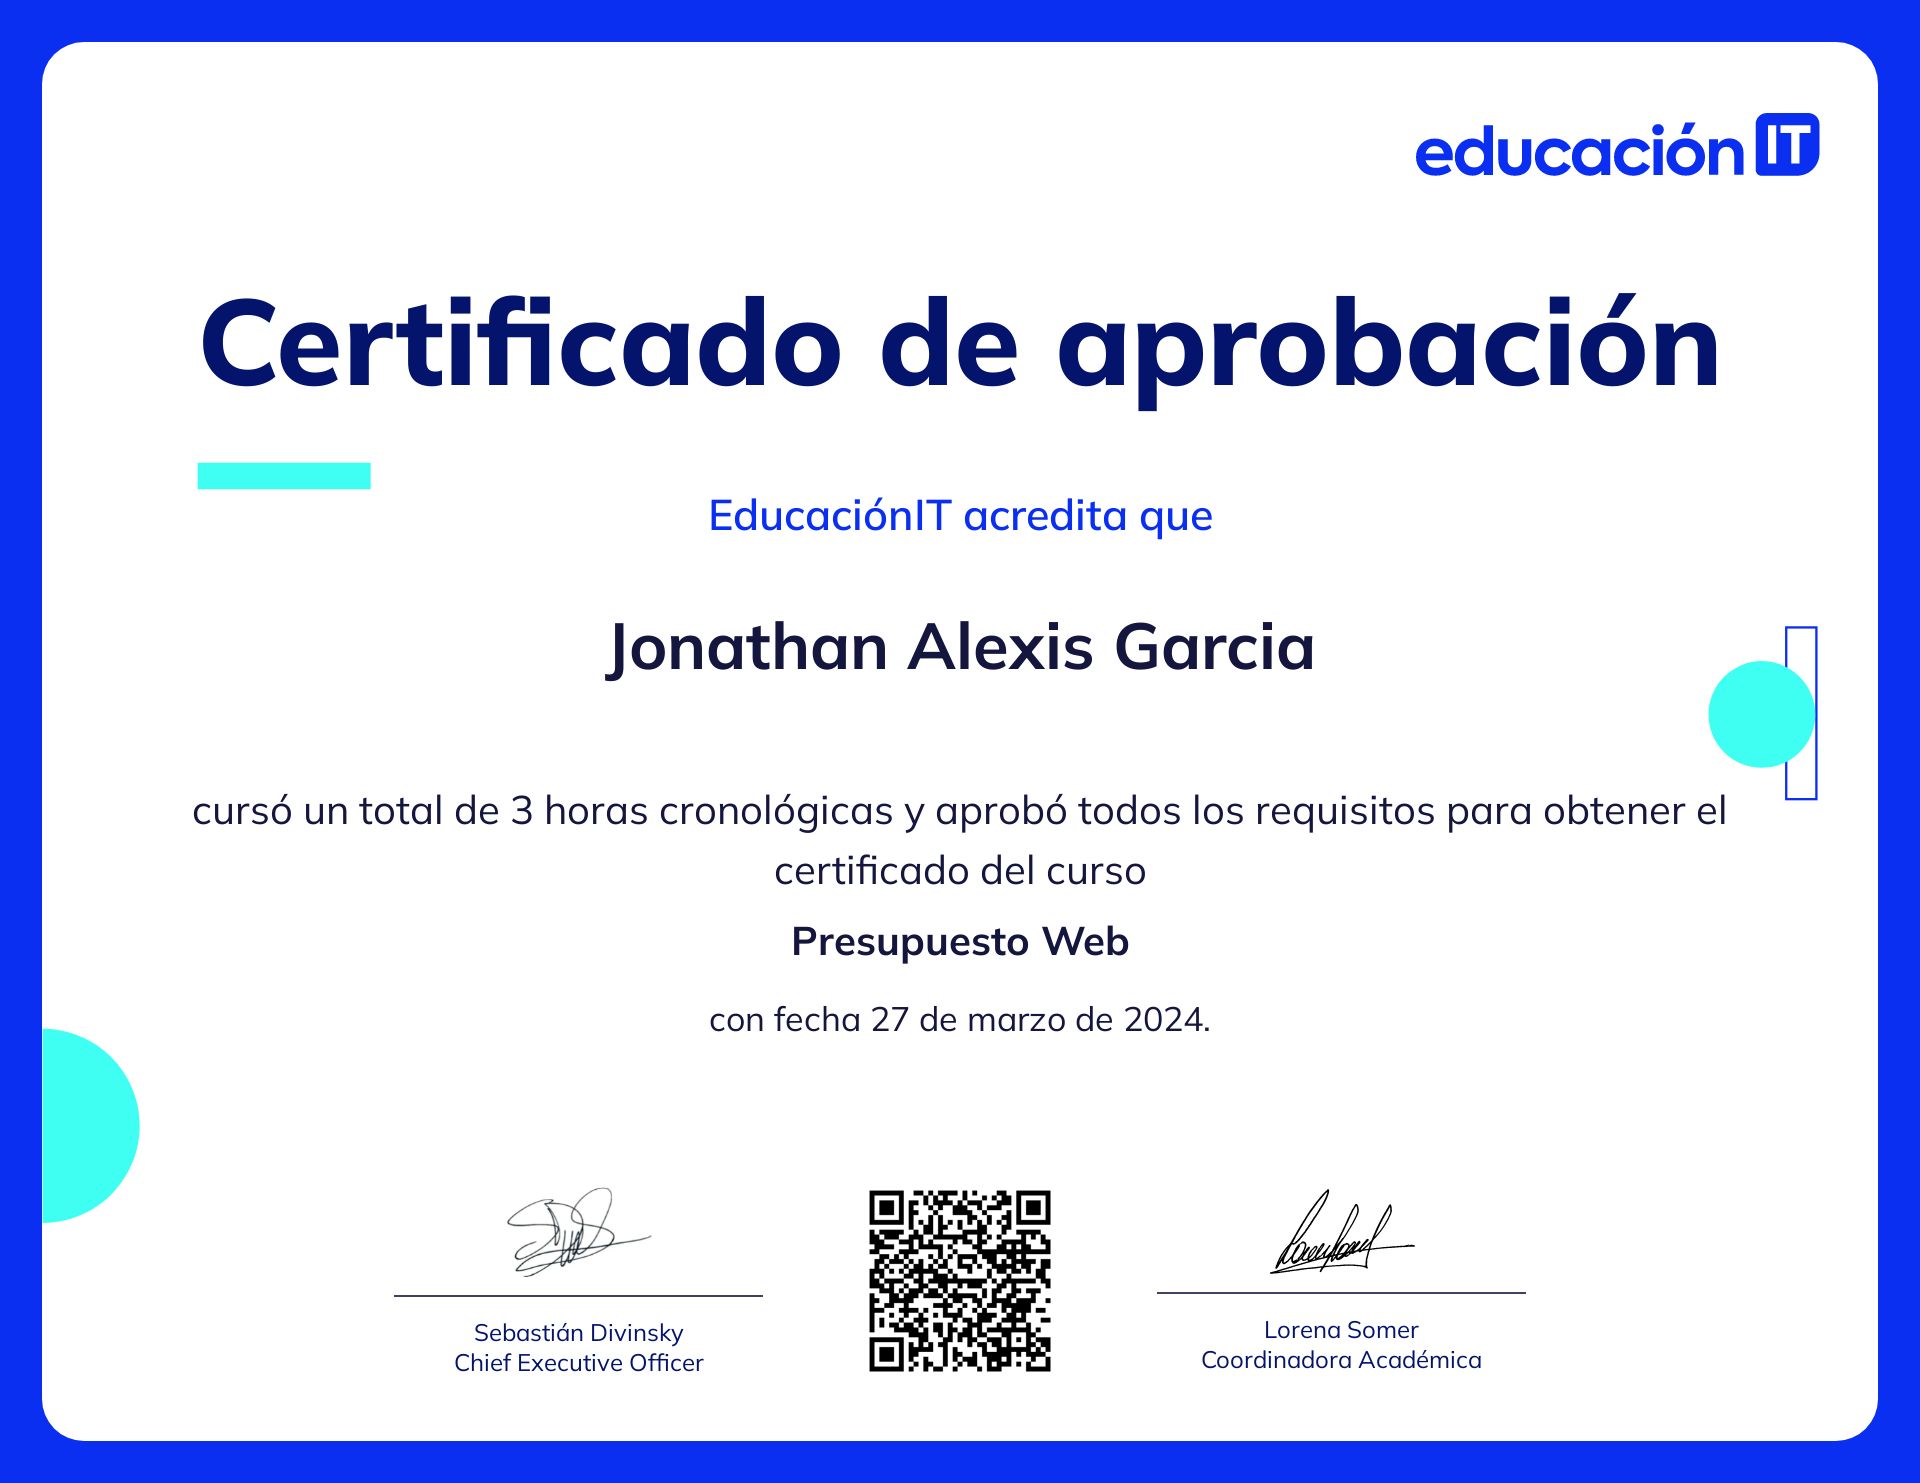 educación IT
Certificado de aprobación
EducaciónIT acredita que
Jonathan Alexis Garcia
cursó un total de 3 horas cronológicas y aprobó todos los requisitos para obtener el
certificado del curso
Presupuesto Web
con fecha 27 de marzo de 2024.
Sebastián Divinsky
Chief Executive Officer
Lorena Somer
Coordinadora Académica